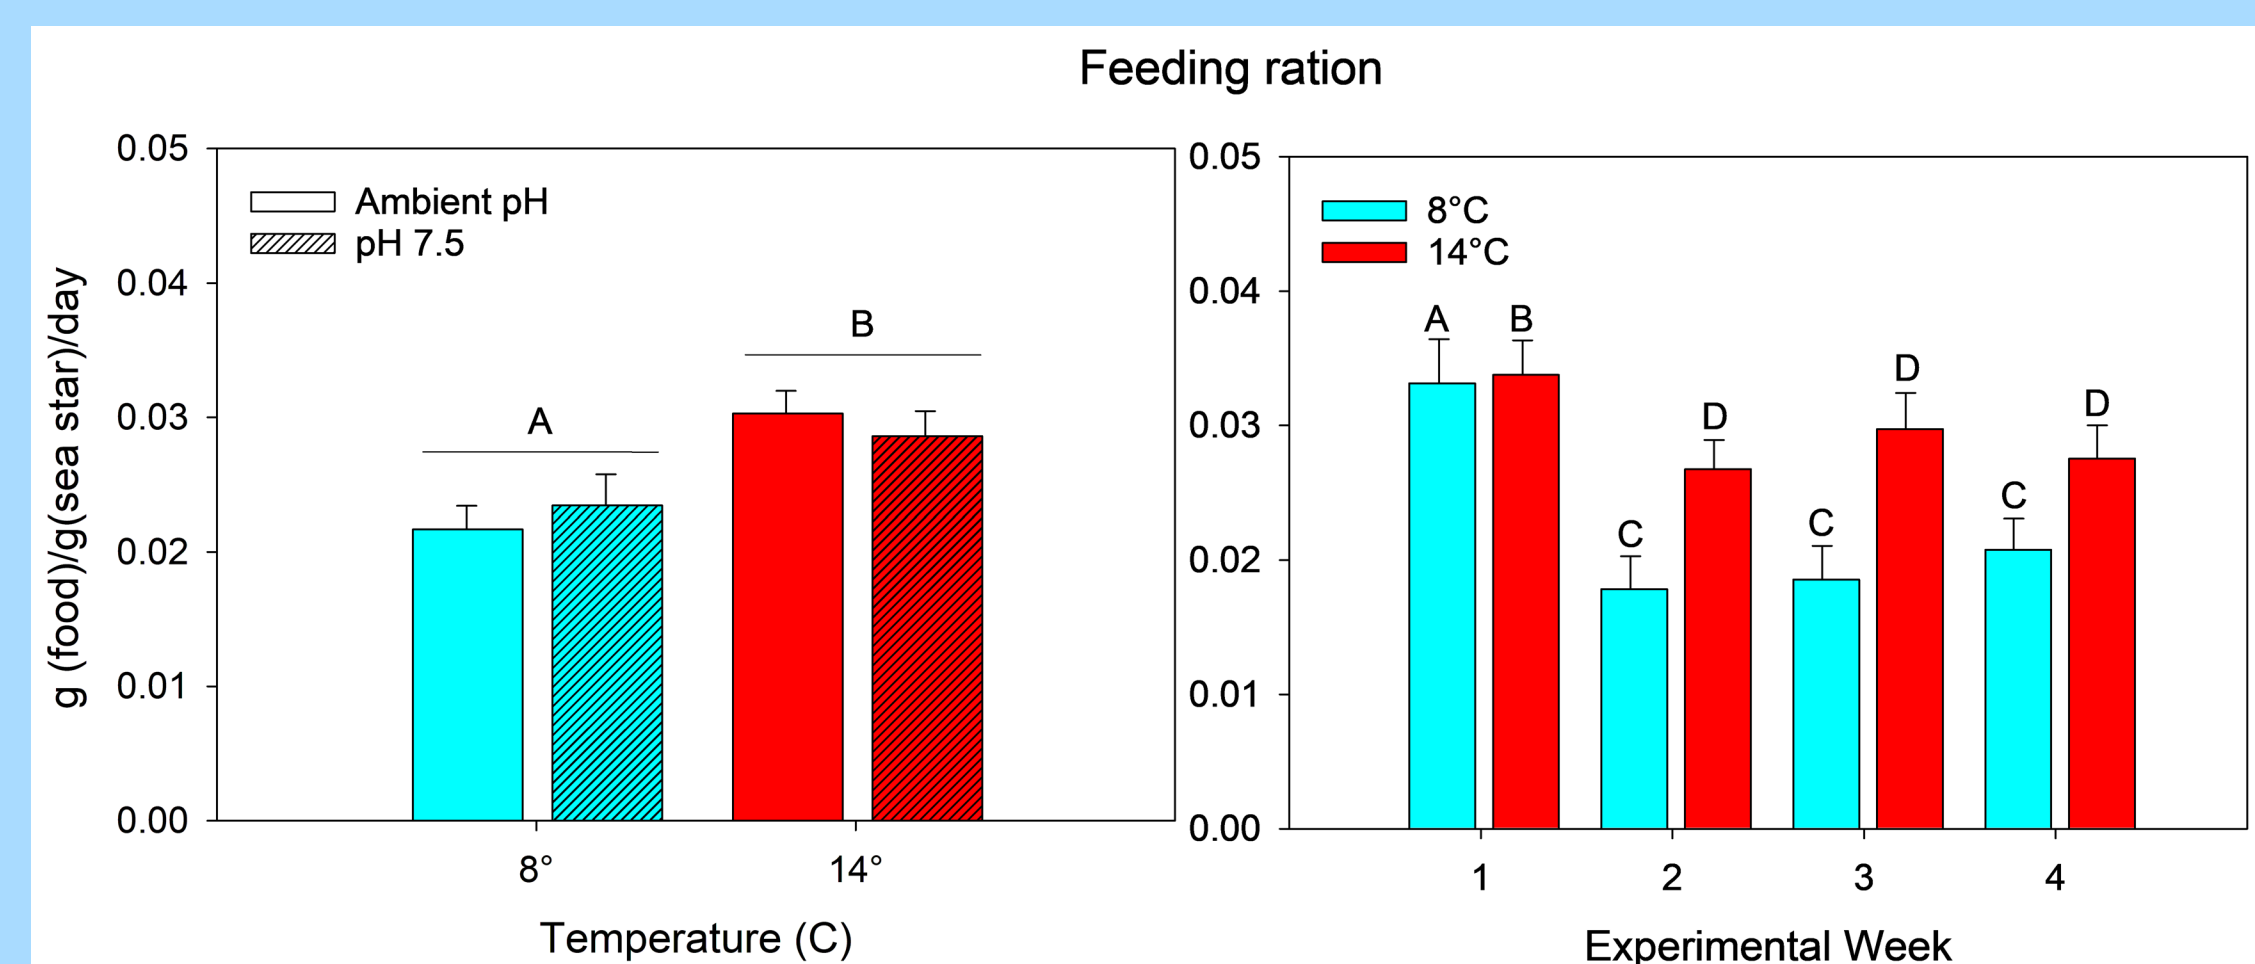 Feeding ration
g (food)/g(sea star)/day
0.05
0.04
0.03
0.02
0.01
0.00
Ambient pH
pH 7.5
A
B
8°
14°
Temperature (C)
0.05
0.04
0.03
0.02
0.01
0.00
8°C
14°C
A
B
C
D
C
D
C
D
1
2
3
4
Experimental Week